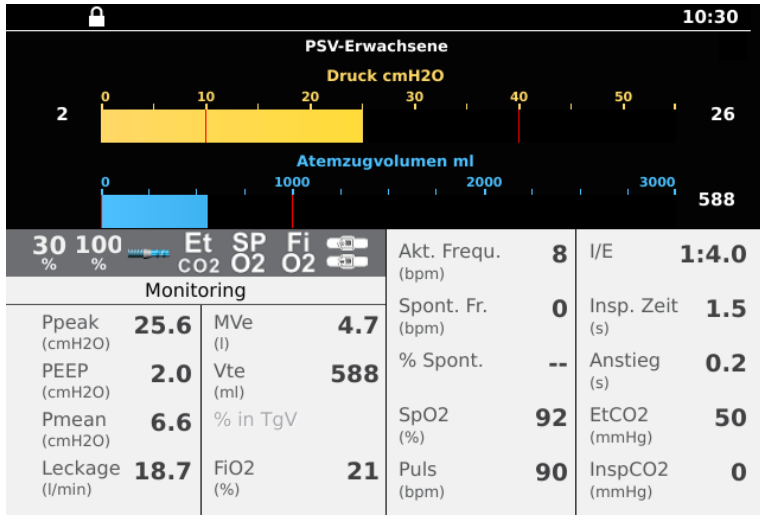 10:30
PSV-Erwachsene
Druck cmH2O
0 10 20 30 40 50
2 26
Atemzugvolumen ml
0 1000 2000 3000
588
30 % 100 % Et CO2 SP O2 Fi O2
Monitoring
Ppeak (cmH2O) 25.6
PEEP (cmH2O) 2.0
Pmean (cmH2O) 6.6
Leckage (l/min) 18.7
MVe (l) 4.7
Vte (ml) 588
% in TgV
FiO2 (%) 21
Akt. Frequ. (bpm) 8
Spont. Fr. (bpm) 0
% Spont. --
SpO2 (%) 92
Puls (bpm) 90
I/E 1:4.0
Insp. Zeit (s) 1.5
Anstieg (s) 0.2
EtCO2 (mmHg) 50
InspCO2 (mmHg) 0